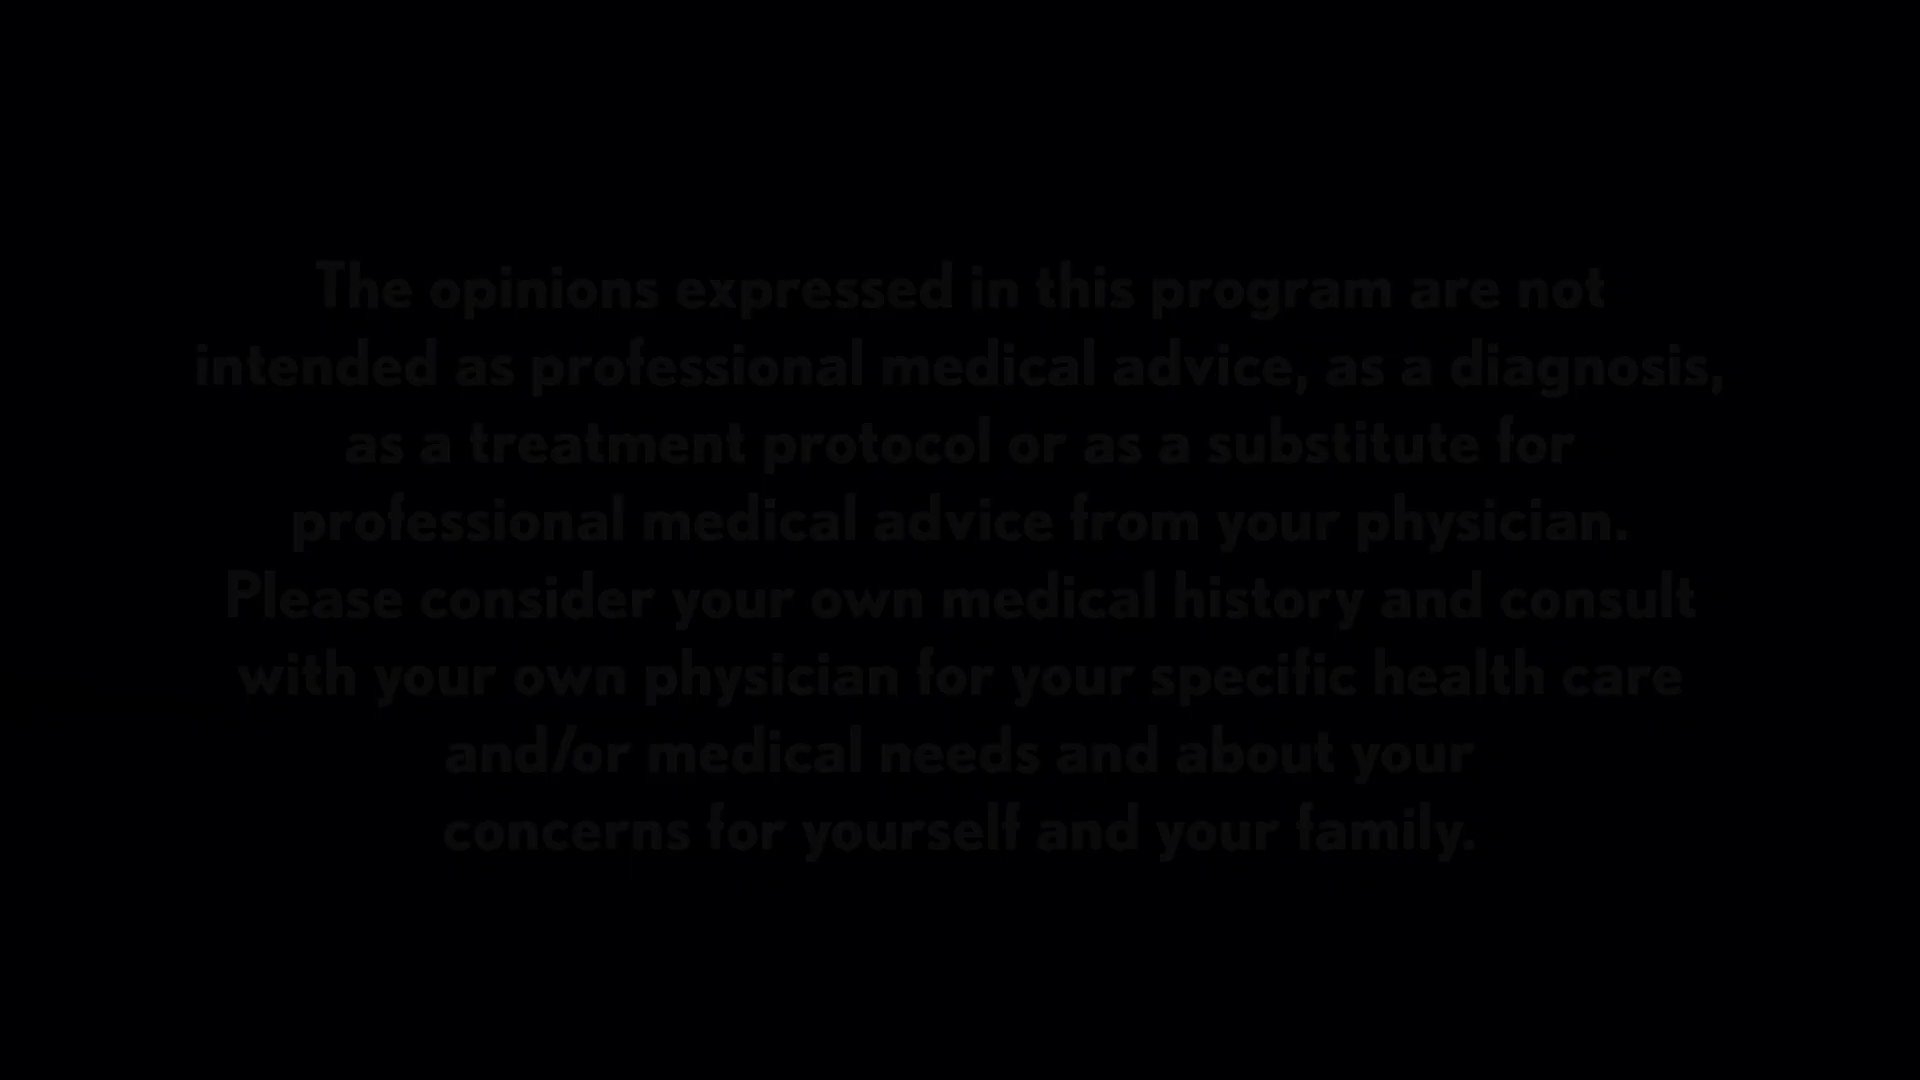 The opinions expressed in this program are not
intended as professional medical advice, as a diagnosis,
as a treatment protocol or as a substitute for
professional medical advice from your physician.
Please consider your own medical history and consult
with your own physician for your specific health care
and/or medical needs and about your
concerns for yourself and your family.